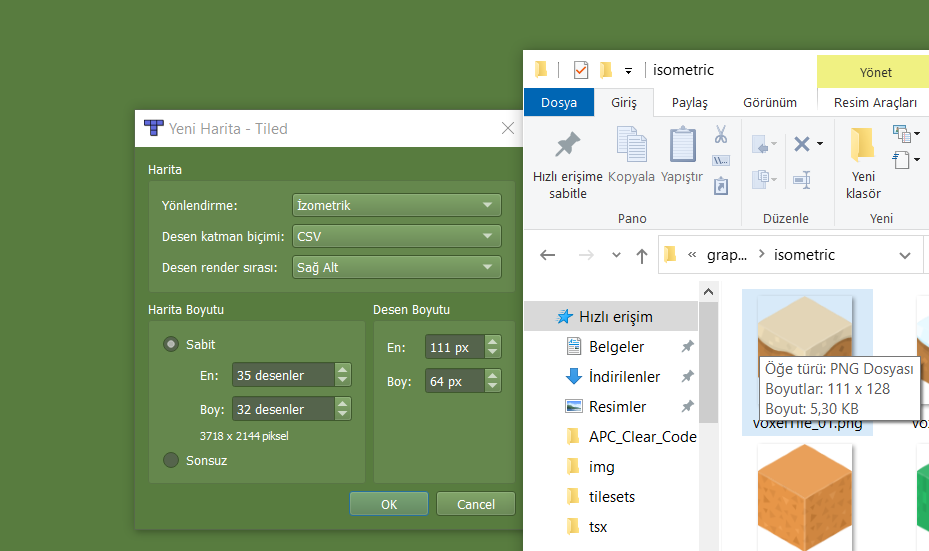 Yeni Harita - Tiled
Harita
Yönlendirme: İzometrik
Desen katman biçimi: CSV
Desen render sırası: Sağ Alt
Harita Boyutu
Sabit
En: 35 desenler
Boy: 32 desenler
3718 x 2144 piksel
Sonsuz
Desen Boyutu
En: 111 px
Boy: 64 px
OK Cancel
isometric
Yönet
Dosya Giriş Paylaş Görünüm Resim Araçları
Hızlı erişime
sabitle
Kopyala Yapıştır
Yeni
klasör
Pano Düzenle Yeni
« grap... > isometric
Hızlı erişim
Belgeler
İndirilenler
Resimler
APC_Clear_Code
img
tilesets
tsx
Öğe türü: PNG Dosyası
Boyutlar: 111 x 128
Boyut: 5,30 KB